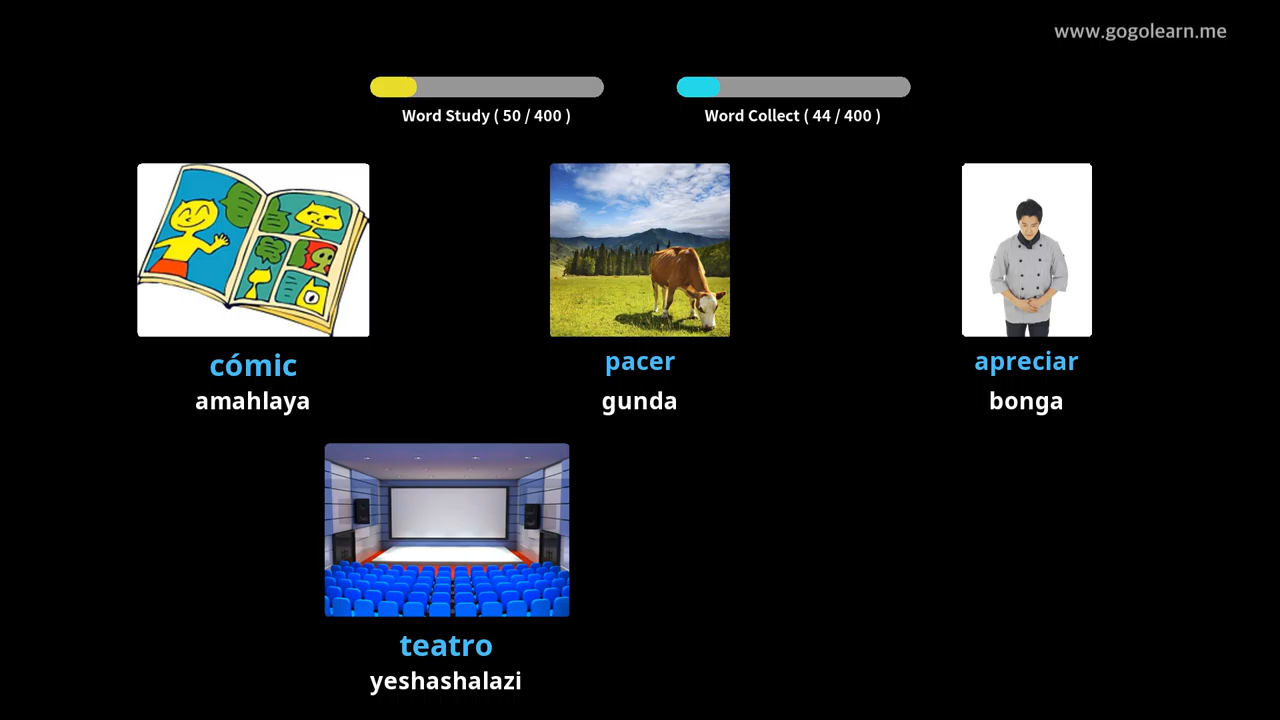 www.gogolearn.me
Word Study ( 50 / 400 )
Word Collect ( 44 / 400 )
cómic
amahlaya
pacer
gunda
apreciar
bonga
teatro
yeshashalazi